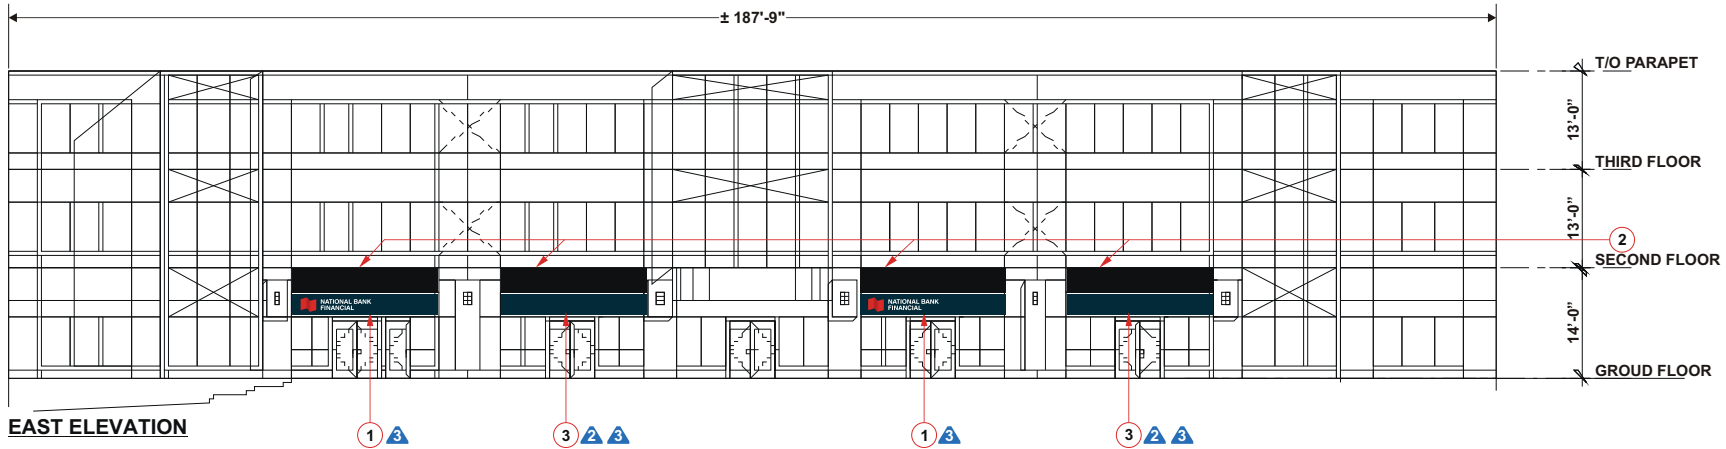 ± 187'-9"
T/O PARAPET
13'-0"
THIRD FLOOR
13'-0"
2
SECOND FLOOR
NATIONAL BANK
FINANCIAL
NATIONAL BANK
FINANCIAL
14'-0"
GROUD FLOOR
EAST ELEVATION
1 3
3 2 3
1 3
3 2 3